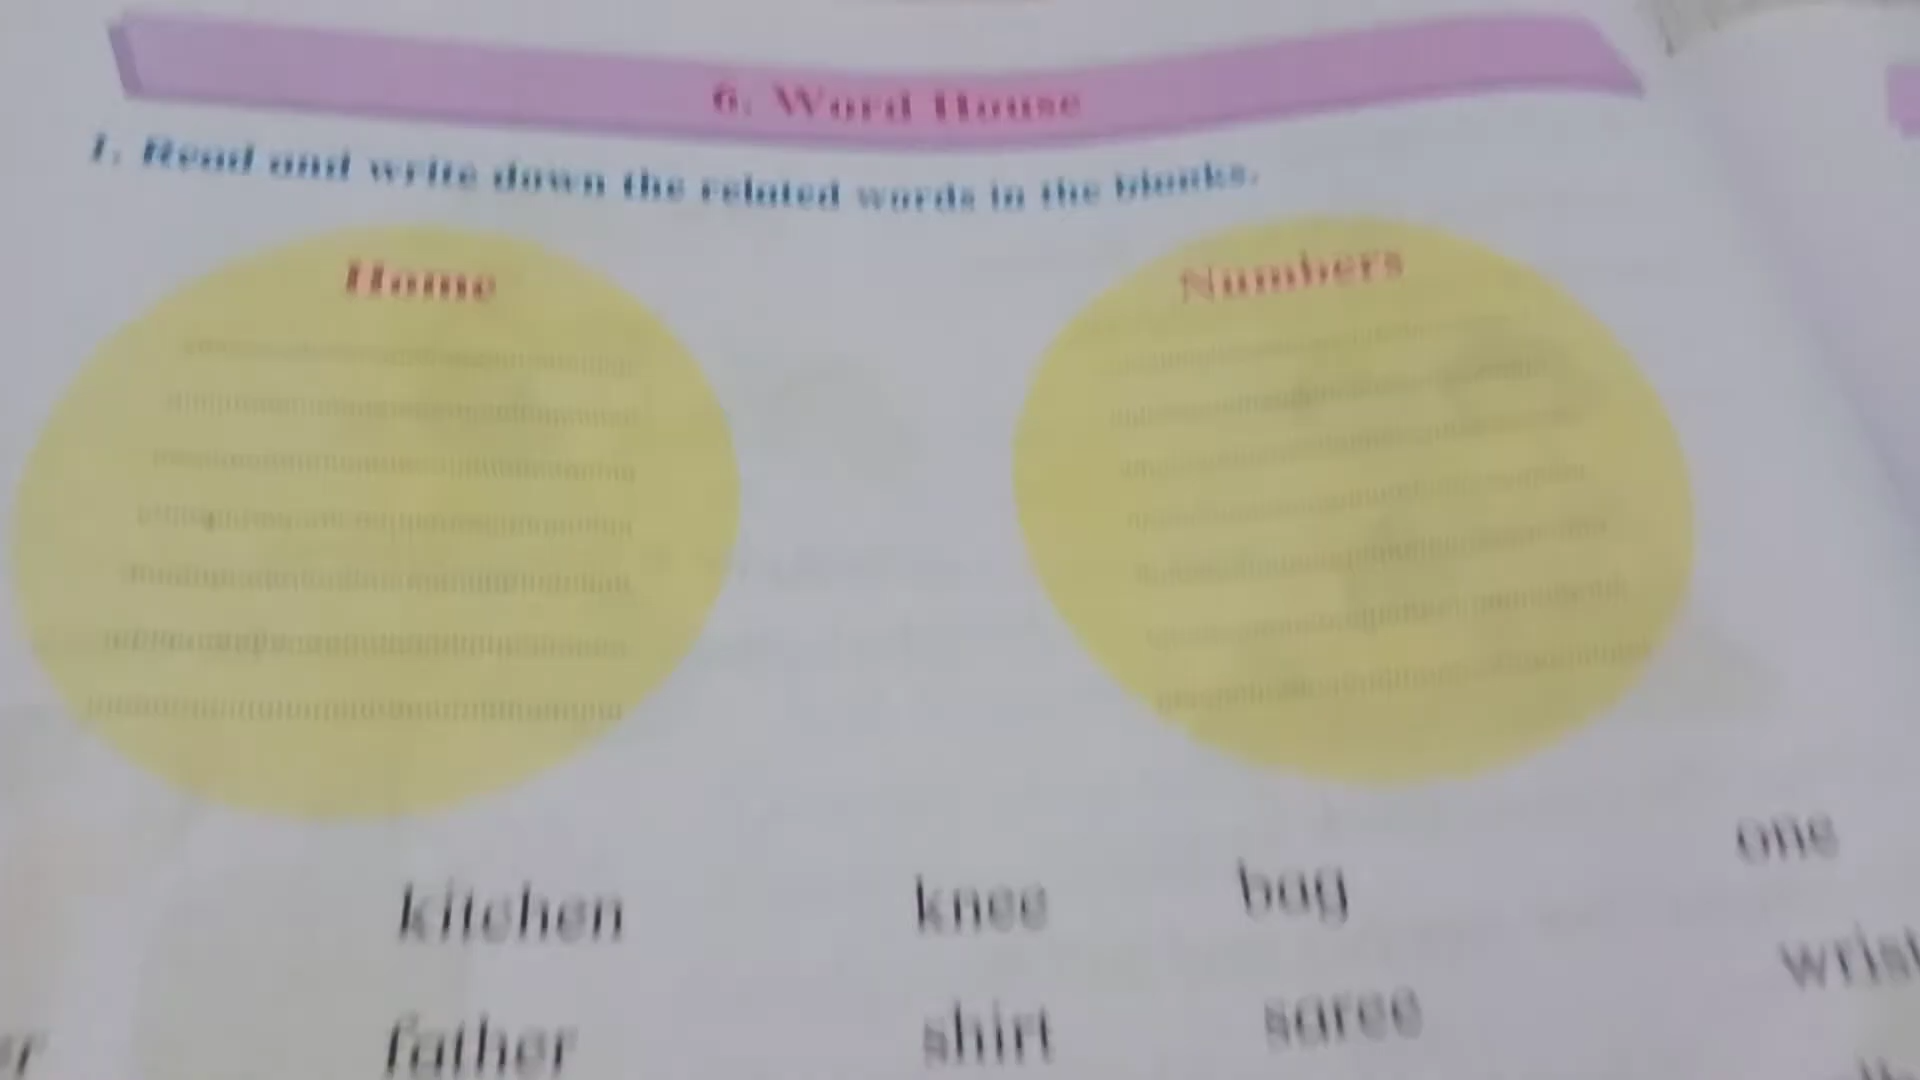 6. Word House
1. Read and write down the related words in the blanks.
Home
Numbers
kitchen knee bag one
father shirt saree wrist